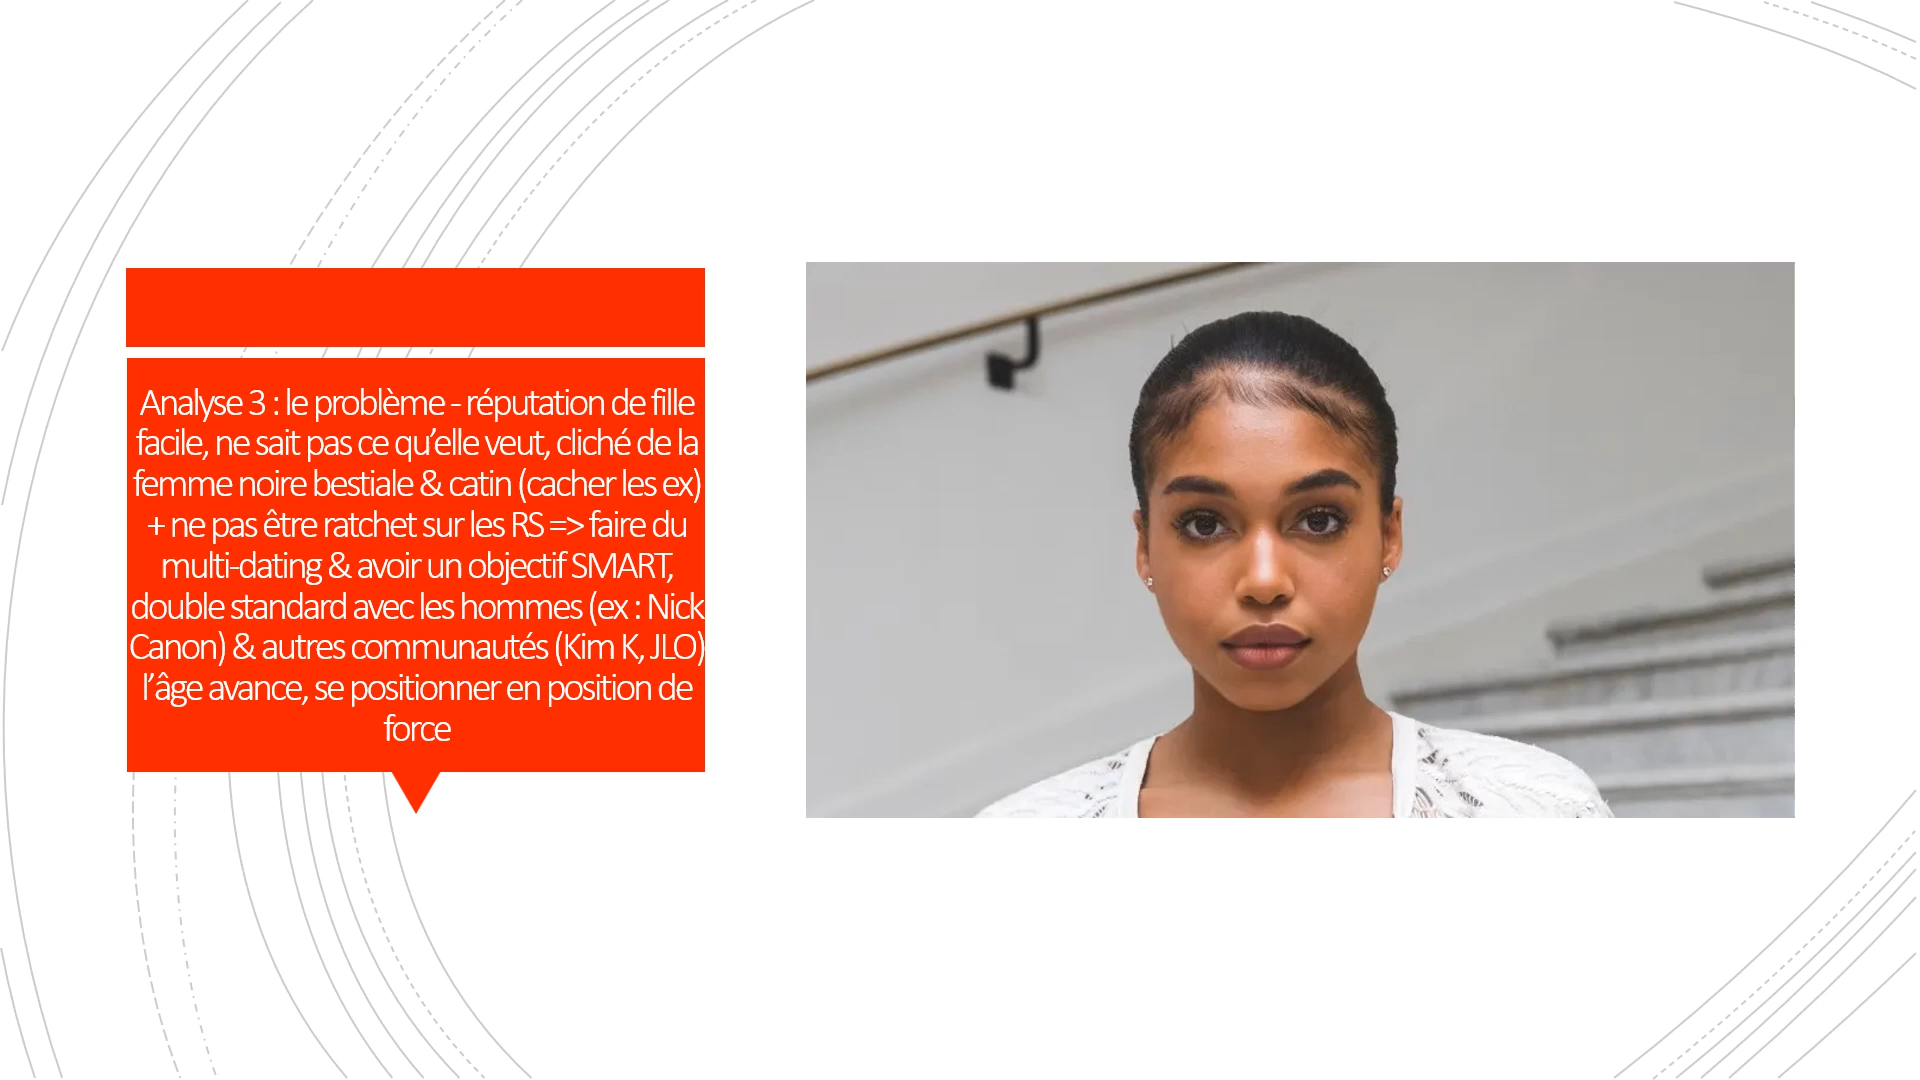 Analyse 3 : le problème - réputation de fille
facile, ne sait pas ce qu’elle veut, cliché de la
femme noire bestiale & catin (cacher les ex)
+ ne pas être ratchet sur les RS => faire du
multi-dating & avoir un objectif SMART,
double standard avec les hommes (ex : Nick
Canon) & autres communautés (Kim K, JLO)
l’âge avance, se positionner en position de
force